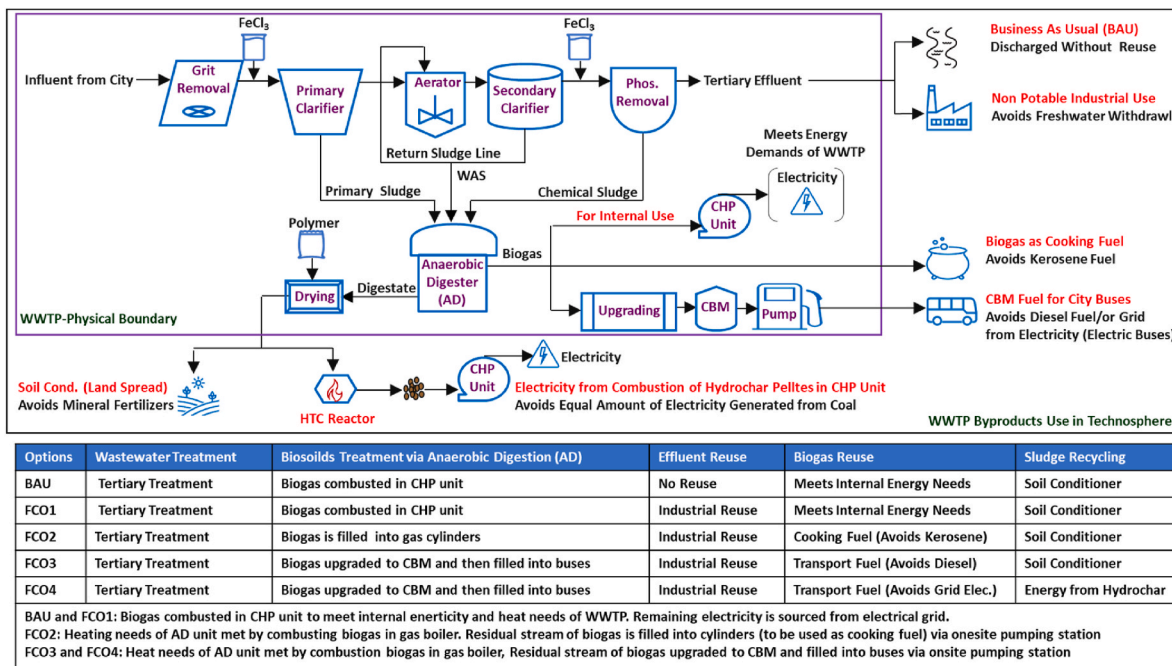 FeCl3
FeCl3
Business As Usual (BAU)
Discharged Without Reuse
Influent from City
Grit
Removal
Primary
Clarifier
Aerator
Secondary
Clarifier
Phos.
Removal
Tertiary Effluent
Non Potable Industrial Use
Avoids Freshwater Withdrawl
Return Sludge Line
WAS
Primary Sludge
Chemical Sludge
Meets Energy
Demands of WWTP
Electricity
CHP
Unit
For Internal Use
Polymer
Biogas
Biogas as Cooking Fuel
Avoids Kerosene Fuel
Anaerobic
Digester
(AD)
Digestate
Drying
Upgrading
CBM
Pump
CBM Fuel for City Buses
Avoids Diesel Fuel/or Grid
from Electricity (Electric Buses)
WWTP-Physical Boundary
Electricity
CHP
Unit
Soil Cond. (Land Spread)
Avoids Mineral Fertilizers
HTC Reactor
Electricity from Combustion of Hydrochar Pelltes in CHP Unit
Avoids Equal Amount of Electricity Generated from Coal
WWTP Byproducts Use in Technosphere
Options Wastewater Treatment Biosoilds Treatment via Anaerobic Digestion (AD) Effluent Reuse Biogas Reuse Sludge Recycling
BAU Tertiary Treatment Biogas combusted in CHP unit No Reuse Meets Internal Energy Needs Soil Conditioner
FCO1 Tertiary Treatment Biogas combusted in CHP unit Industrial Reuse Meets Internal Energy Needs Soil Conditioner
FCO2 Tertiary Treatment Biogas is filled into gas cylinders Industrial Reuse Cooking Fuel (Avoids Kerosene) Soil Conditioner
FCO3 Tertiary Treatment Biogas upgraded to CBM and then filled into buses Industrial Reuse Transport Fuel (Avoids Diesel) Soil Conditioner
FCO4 Tertiary Treatment Biogas upgraded to CBM and then filled into buses Industrial Reuse Transport Fuel (Avoids Grid Elec.) Energy from Hydrochar
BAU and FCO1: Biogas combusted in CHP unit to meet internal enerticity and heat needs of WWTP. Remaining electricity is sourced from electrical grid.
FCO2: Heating needs of AD unit met by combusting biogas in gas boiler. Residual stream of biogas is filled into cylinders (to be used as cooking fuel) via onesite pumping station
FCO3 and FCO4: Heat needs of AD unit met by combustion biogas in gas boiler, Residual stream of biogas upgraded to CBM and filled into buses via onsite pumping station